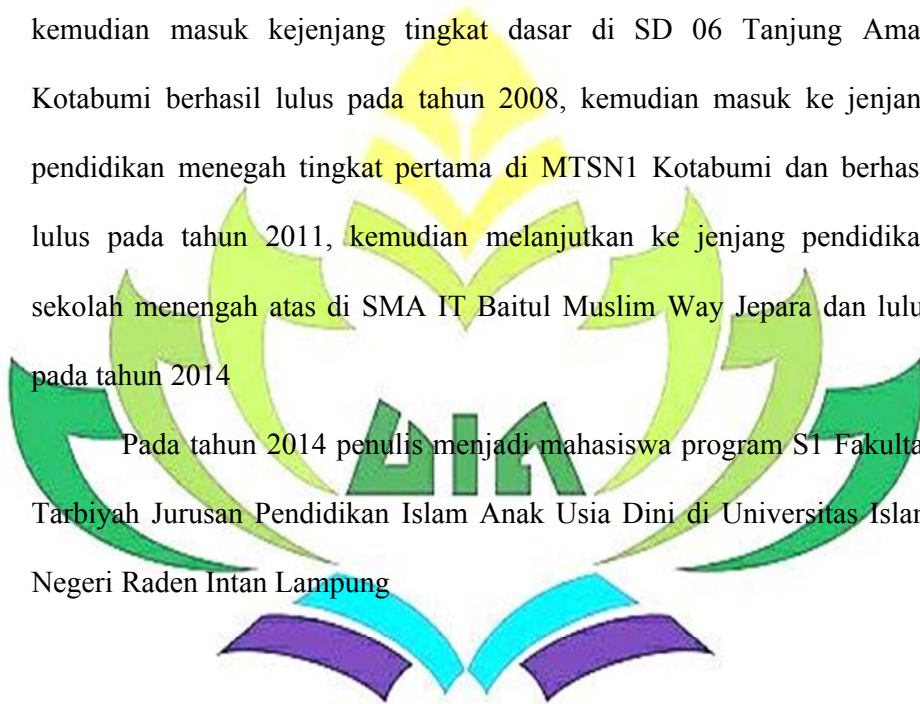 kemudian masuk kejenjang tingkat dasar di SD 06 Tanjung Ama
Kotabumi berhasil lulus pada tahun 2008, kemudian masuk ke jenjan
pendidikan menegah tingkat pertama di MTSN1 Kotabumi dan berhas
lulus pada tahun 2011, kemudian melanjutkan ke jenjang pendidika
sekolah menengah atas di SMA IT Baitul Muslim Way Jepara dan lulu
pada tahun 2014
UIN
Pada tahun 2014 penulis menjadi mahasiswa program S1 Fakulta
Tarbiyah Jurusan Pendidikan Islam Anak Usia Dini di Universitas Islam
Negeri Raden Intan Lampung